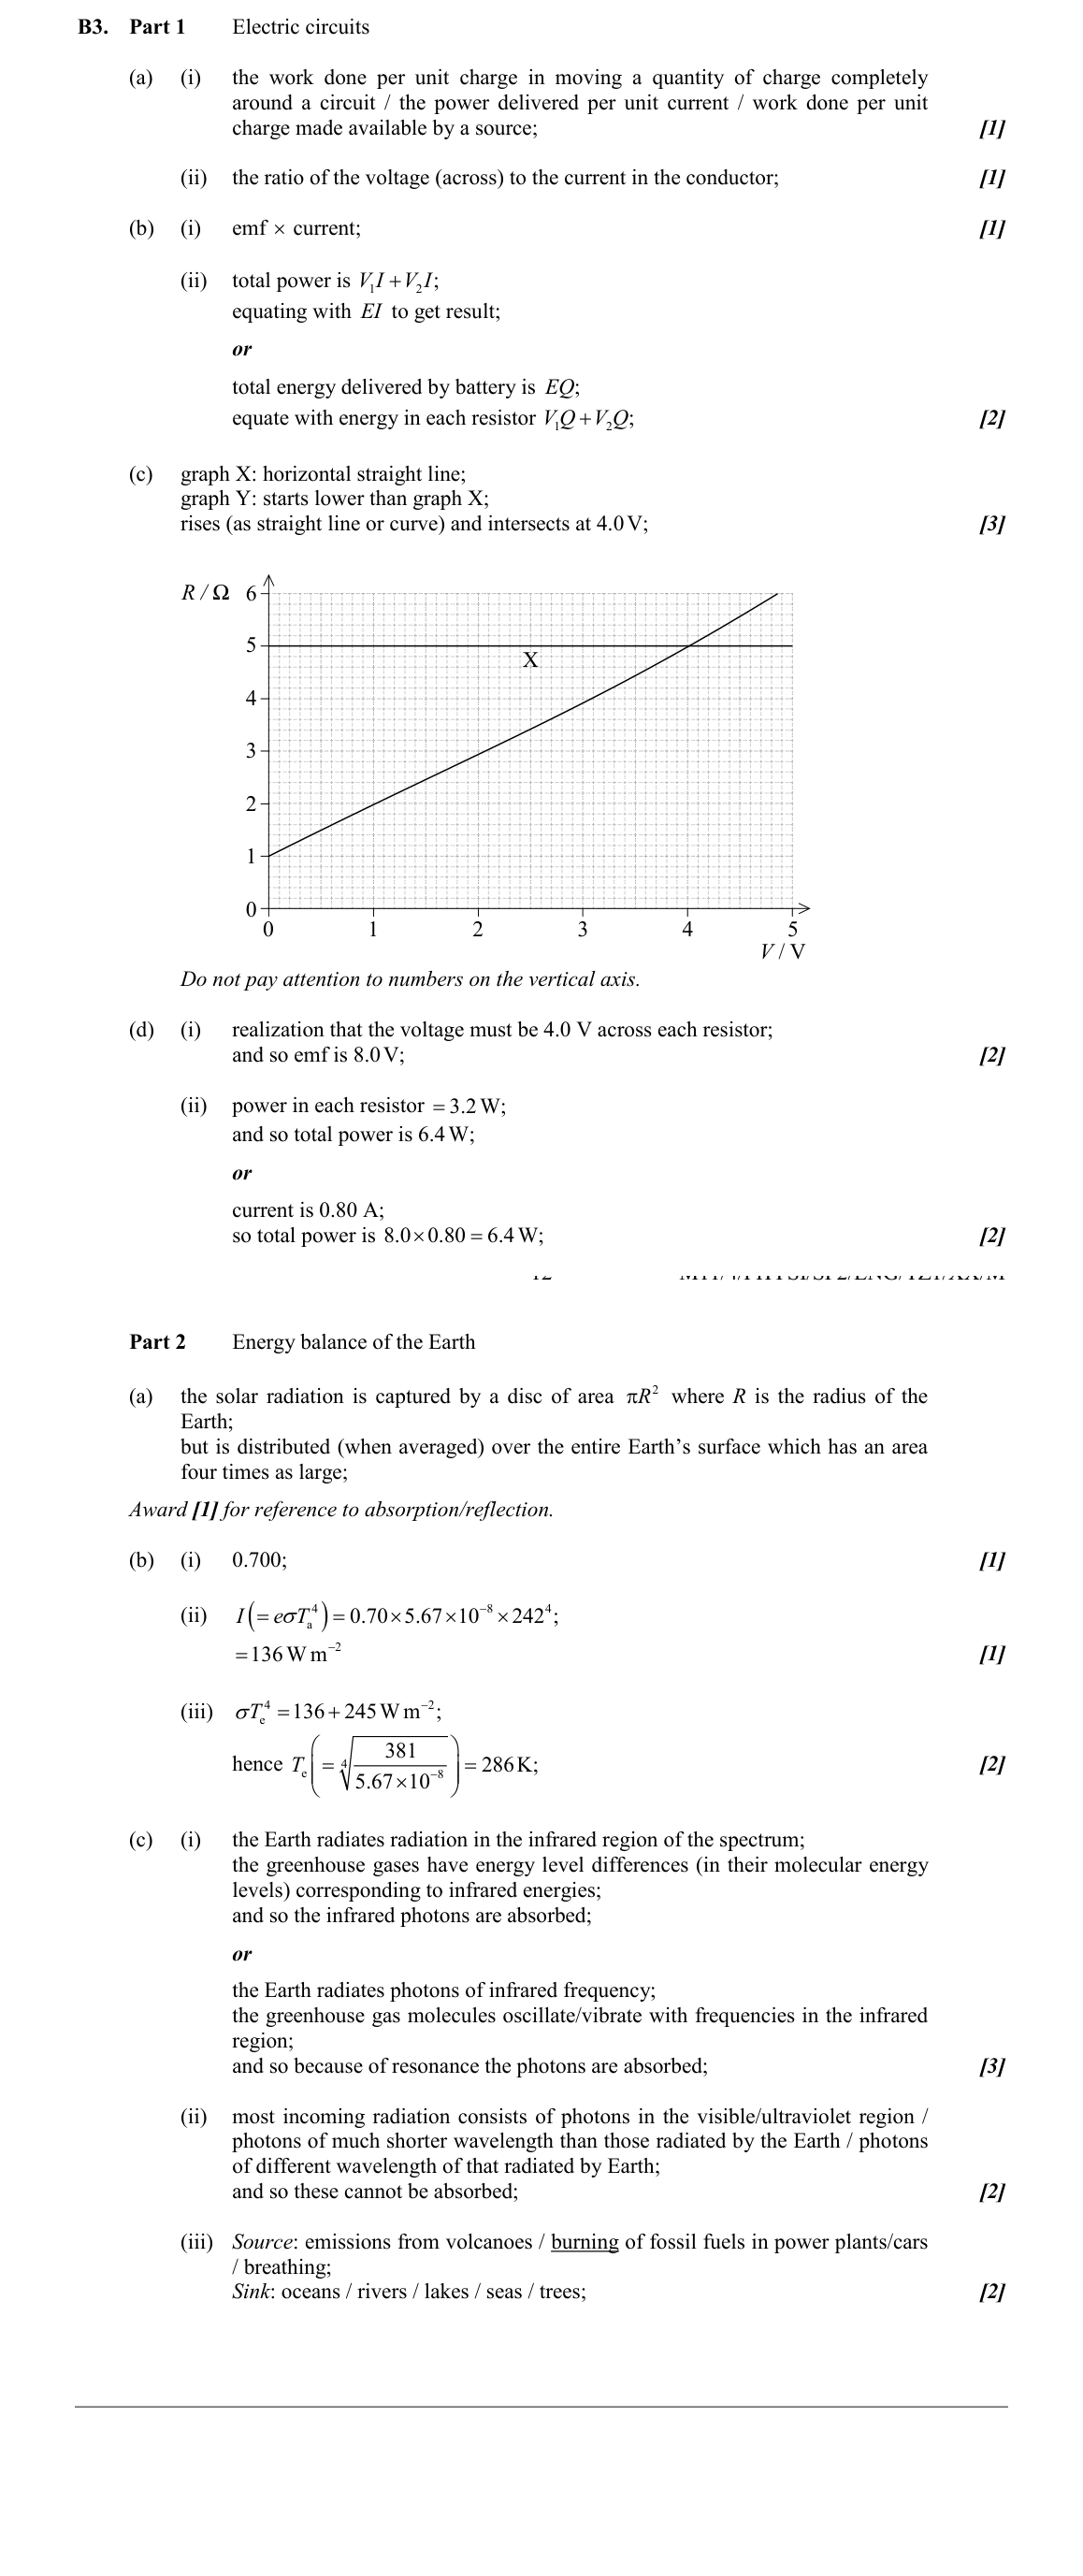 B3. Part 1 Electric circuits
(a) (i) the work done per unit charge in moving a quantity of charge completely
around a circuit / the power delivered per unit current / work done per unit
charge made available by a source; [1]
(ii) the ratio of the voltage (across) to the current in the conductor; [1]
(b) (i) emf × current; [1]
(ii) total power is V₁I + V₂I;
equating with EI to get result;
or
total energy delivered by battery is EQ;
equate with energy in each resistor V₁Q + V₂Q; [2]
(c) graph X: horizontal straight line;
graph Y: starts lower than graph X;
rises (as straight line or curve) and intersects at 4.0 V; [3]
R / Ω 6
5
X
4
3
2
1
0
0 1 2 3 4 5
V / V
Do not pay attention to numbers on the vertical axis.
(d) (i) realization that the voltage must be 4.0 V across each resistor;
and so emf is 8.0 V; [2]
(ii) power in each resistor = 3.2 W;
and so total power is 6.4 W;
or
current is 0.80 A;
so total power is 8.0 × 0.80 = 6.4 W; [2]
Part 2 Energy balance of the Earth
(a) the solar radiation is captured by a disc of area πR² where R is the radius of the
Earth;
but is distributed (when averaged) over the entire Earth's surface which has an area
four times as large;
Award [1] for reference to absorption/reflection.
(b) (i) 0.700; [1]
(ii) I(= eσTₐ⁴) = 0.70 × 5.67 × 10⁻⁸ × 242⁴;
= 136 W m⁻² [1]
(iii) σTₑ⁴ = 136 + 245 W m⁻²;
hence Tₑ(= ⁴√(381 / 5.67 × 10⁻⁸)) = 286 K; [2]
(c) (i) the Earth radiates radiation in the infrared region of the spectrum;
the greenhouse gases have energy level differences (in their molecular energy
levels) corresponding to infrared energies;
and so the infrared photons are absorbed;
or
the Earth radiates photons of infrared frequency;
the greenhouse gas molecules oscillate/vibrate with frequencies in the infrared
region;
and so because of resonance the photons are absorbed; [3]
(ii) most incoming radiation consists of photons in the visible/ultraviolet region /
photons of much shorter wavelength than those radiated by the Earth / photons
of different wavelength of that radiated by Earth;
and so these cannot be absorbed; [2]
(iii) Source: emissions from volcanoes / burning of fossil fuels in power plants/cars
/ breathing;
Sink: oceans / rivers / lakes / seas / trees; [2]